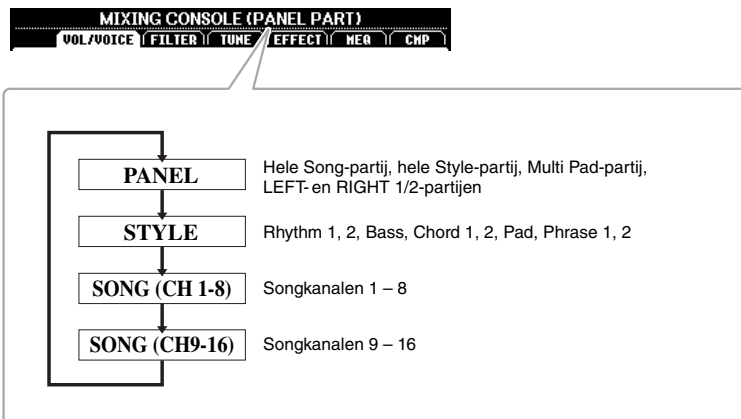 MIXING CONSOLE (PANEL PART)
VOL/VOICE FILTER TUNE EFFECT MEQ CMP
PANEL
Hele Song-partij, hele Style-partij, Multi Pad-partij,
LEFT- en RIGHT 1/2-partijen
STYLE
Rhythm 1, 2, Bass, Chord 1, 2, Pad, Phrase 1, 2
SONG (CH 1-8)
Songkanalen 1 – 8
SONG (CH9-16)
Songkanalen 9 – 16